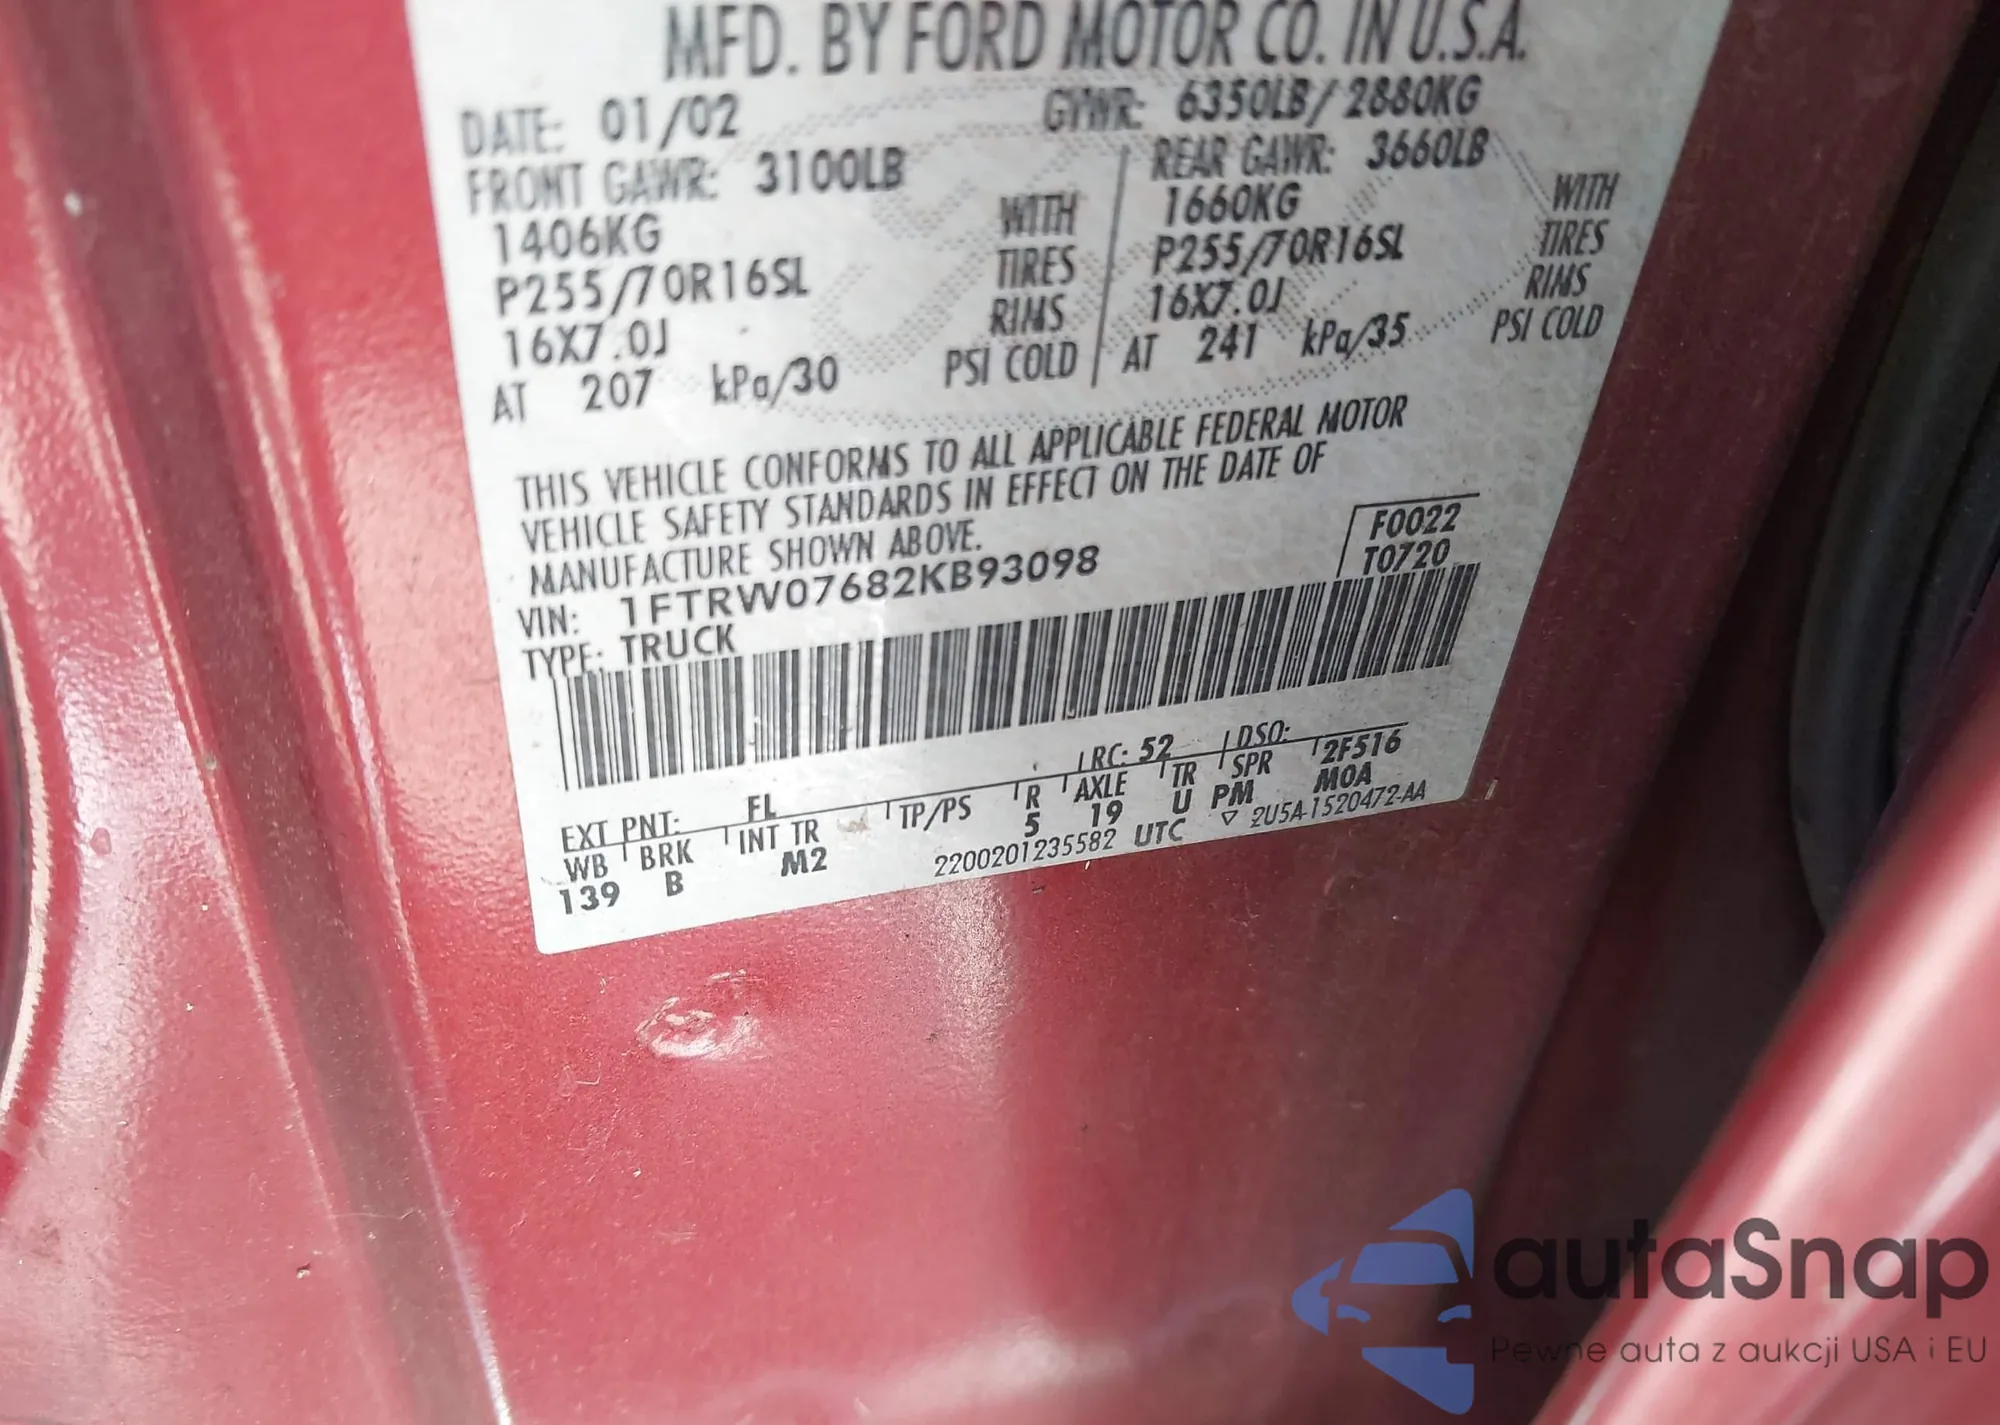 MFD. BY FORD MOTOR CO. IN U.S.A.
DATE: 01/02 GVWR: 6350LB/ 2880KG
FRONT GAWR: 3100LB REAR GAWR: 3660LB
1406KG WITH 1660KG WITH
P255/70R16SL TIRES P255/70R16SL TIRES
16X7.0J RIMS 16X7.0J RIMS
AT 207 kPa/30 PSI COLD AT 241 kPa/35 PSI COLD
THIS VEHICLE CONFORMS TO ALL APPLICABLE FEDERAL MOTOR
VEHICLE SAFETY STANDARDS IN EFFECT ON THE DATE OF
MANUFACTURE SHOWN ABOVE.
F0022
VIN: 1FTRW07682KB93098 T0720
TYPE: TRUCK
EXT PNT: FL RC: 52 DSO:
WB BRK INT TR TP/PS R AXLE TR SPR 2F516
139 B M2 5 19 U PM M0A
2200201235582 UTC ▽ 2U5A-1520472-AA
autaSnap
Pewne auta z aukcji USA i EU